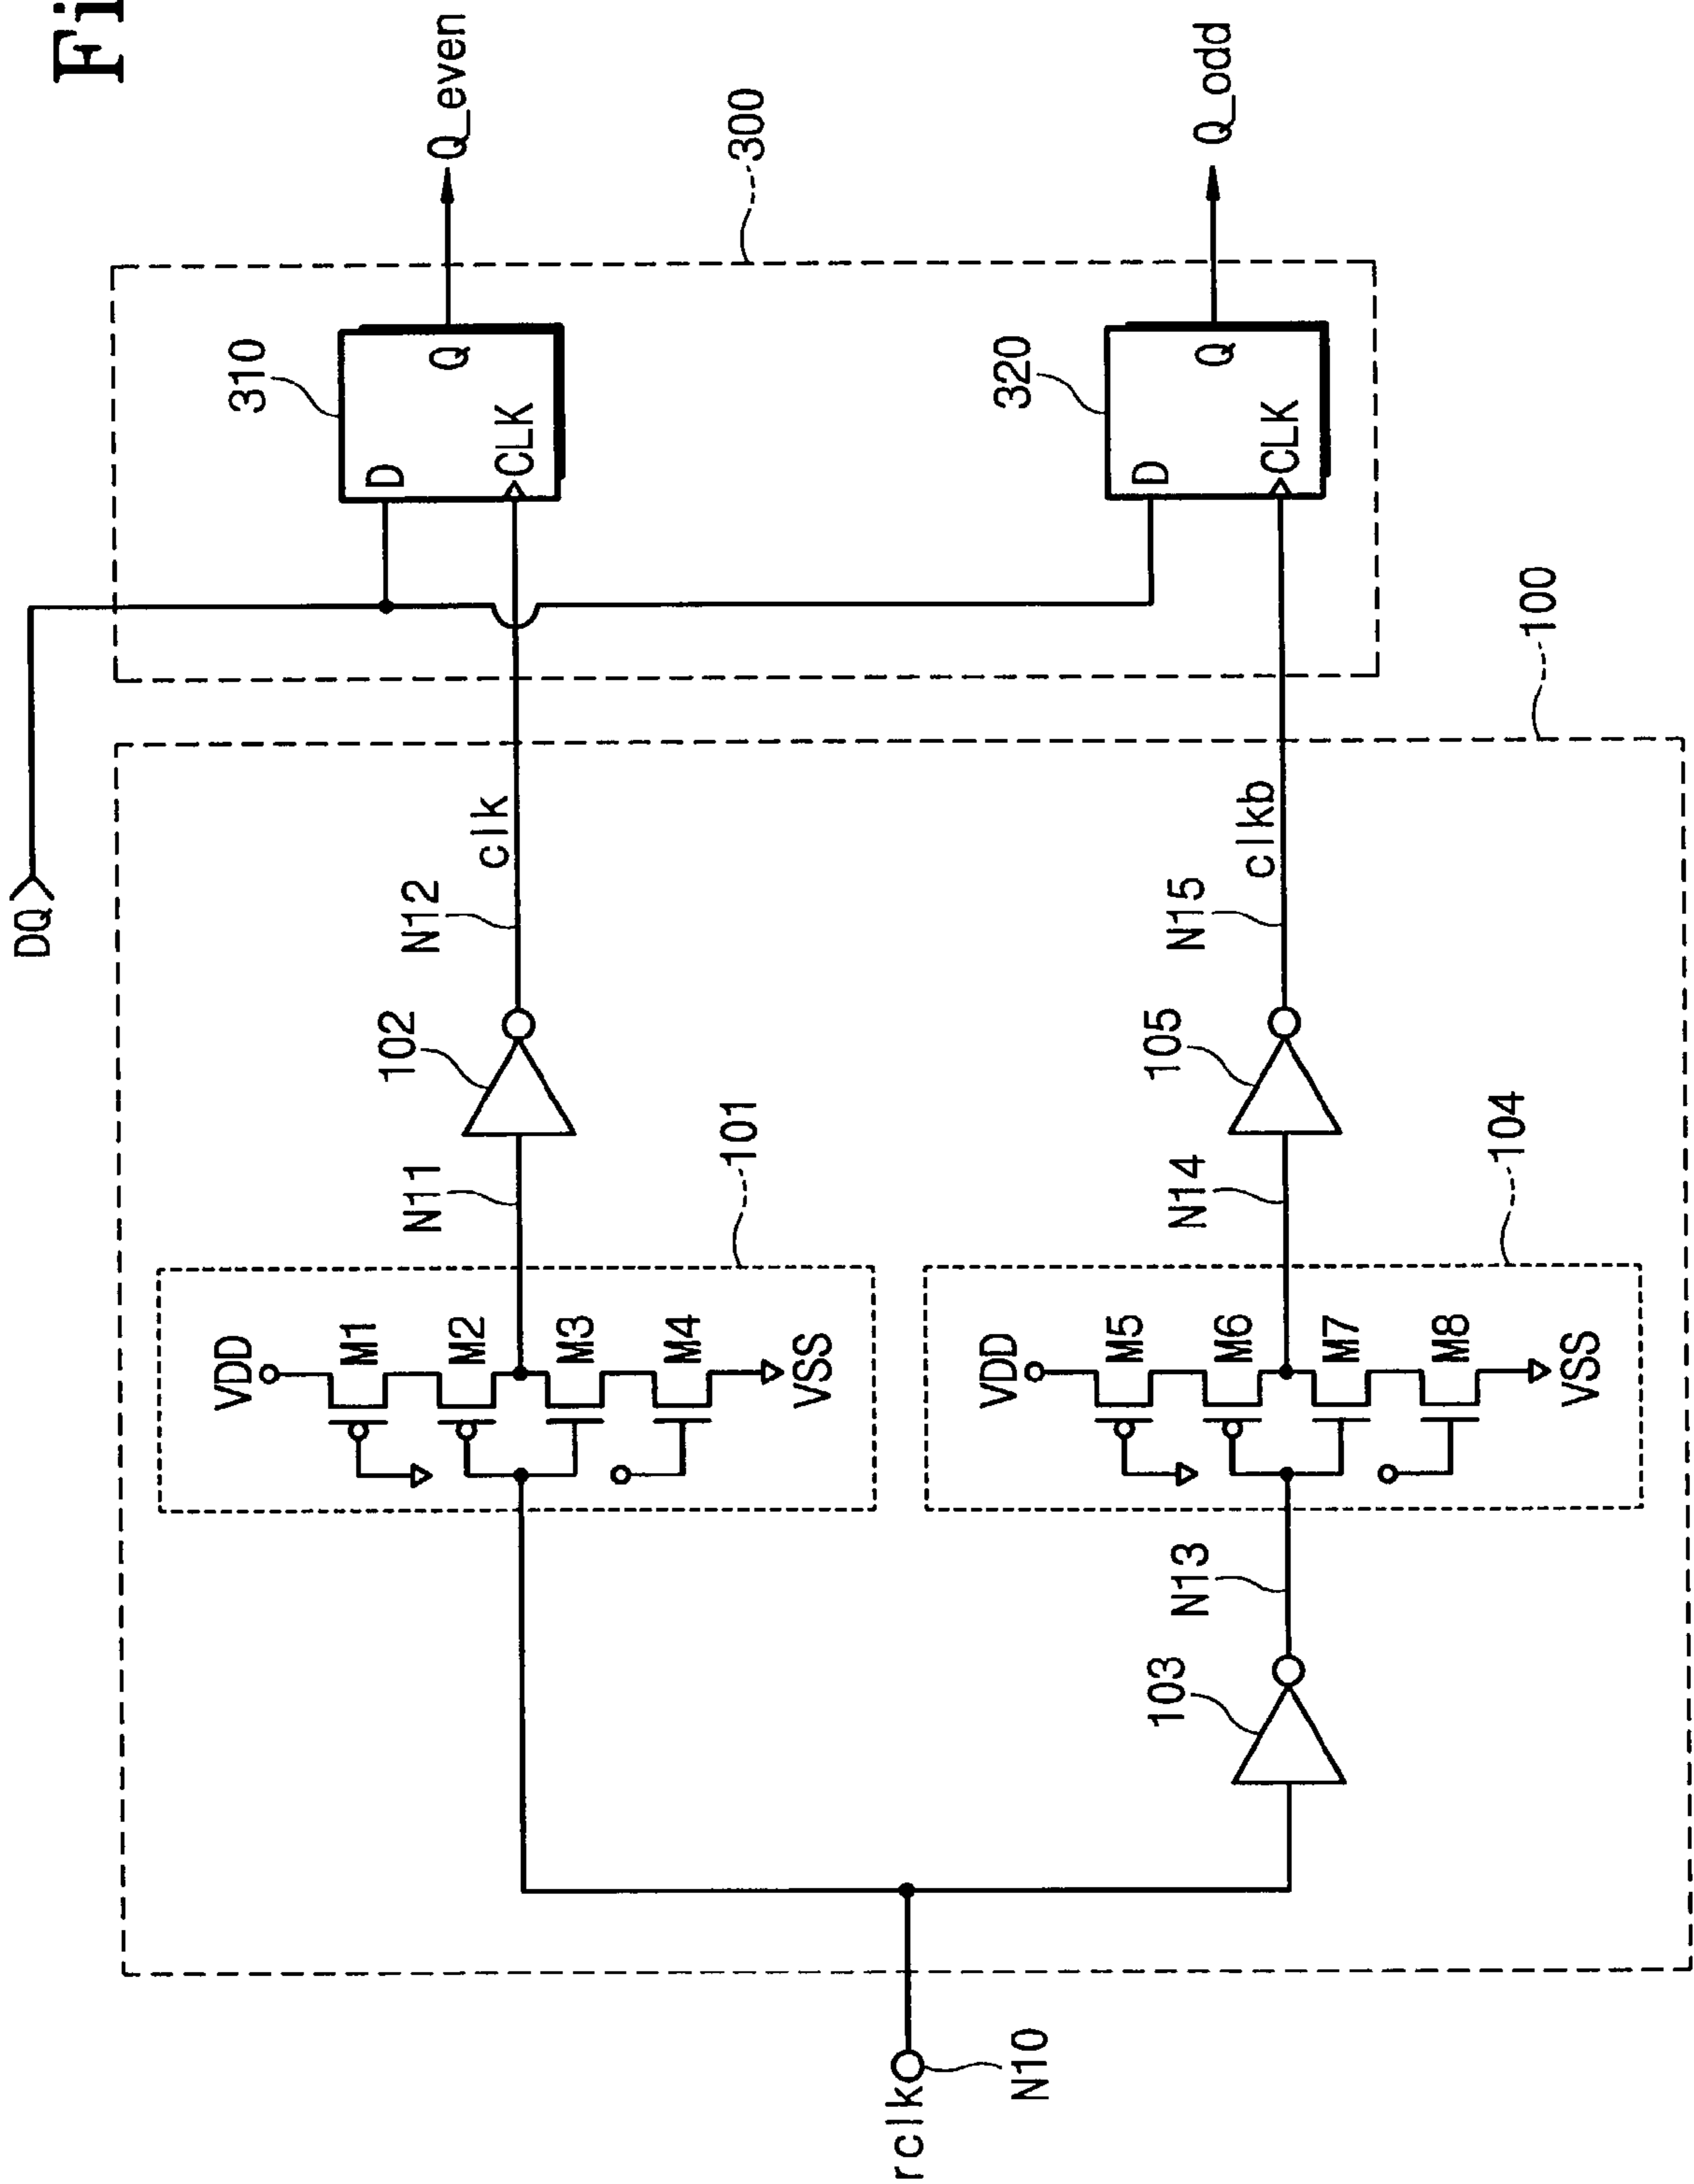 Fi
DQ
310
D
Q
CLK
Q_even
300
320
D
Q
CLK
Q_odd
100
rclk
N10
101
VDD
M1
M2
M3
M4
VSS
N11
102
N12
clk
103
N13
104
VDD
M5
M6
M7
M8
VSS
N14
105
N15
clkb